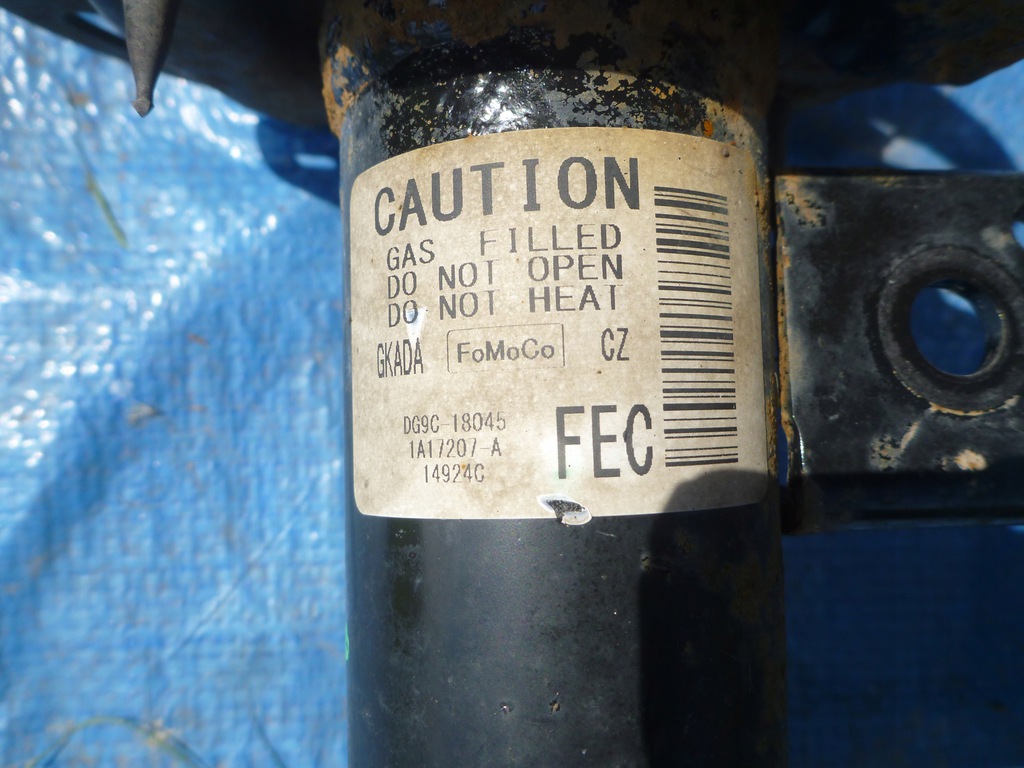 CAUTION
GAS FILLED
DO NOT OPEN
DO NOT HEAT
GKADA FoMoCo CZ
DG9C-18045
1A17207-A
14924C
FEC